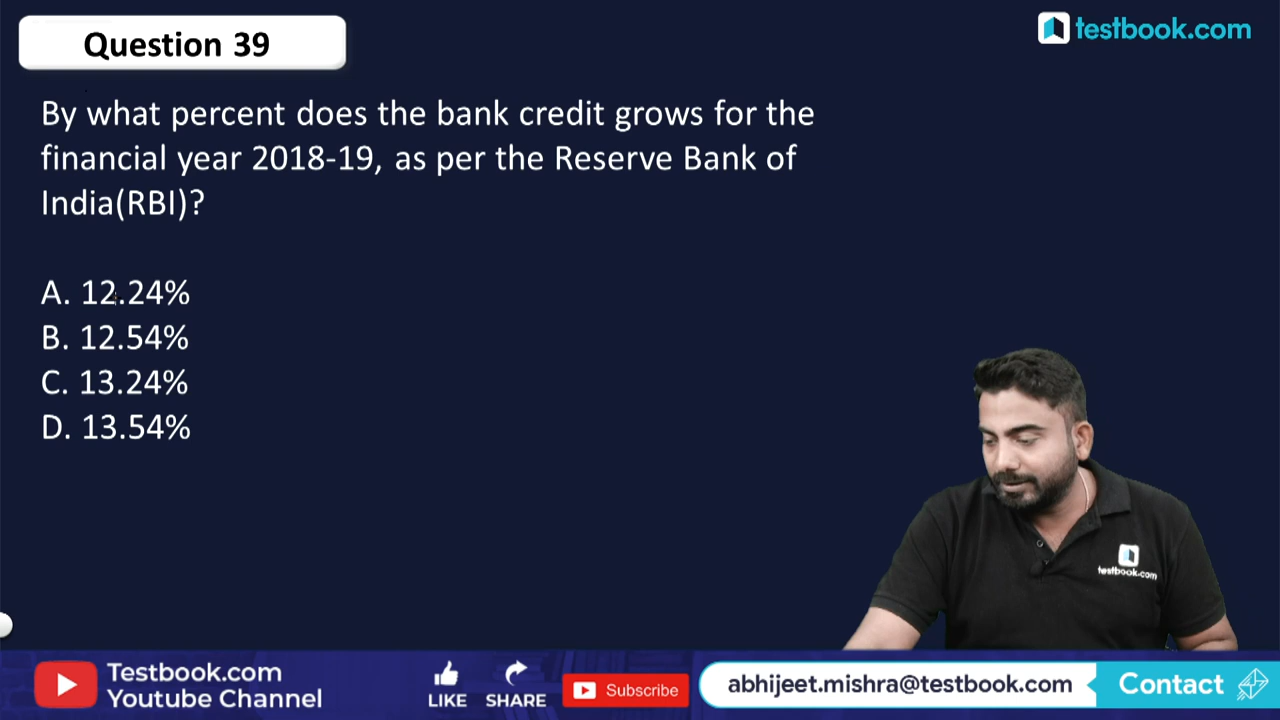 Question 39
testbook.com
By what percent does the bank credit grows for the
financial year 2018-19, as per the Reserve Bank of
India(RBI)?
A. 12.24%
B. 12.54%
C. 13.24%
D. 13.54%
testbook.com
Testbook.com
Youtube Channel
LIKE
SHARE
Subscribe
abhijeet.mishra@testbook.com
Contact